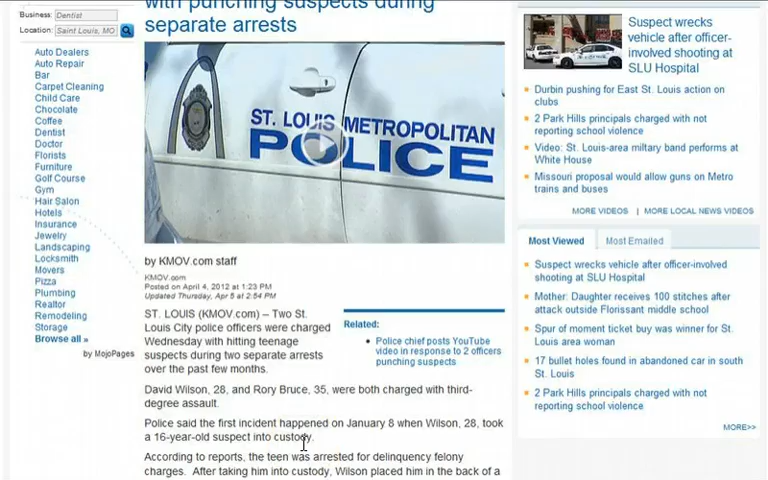 with punching suspects during
separate arrests
Business: Dentist
Location: Saint Louis, MO
Auto Dealers
Auto Repair
Bar
Carpet Cleaning
Child Care
Chocolate
Coffee
Dentist
Doctor
Florists
Furniture
Golf Course
Gym
Hair Salon
Hotels
Insurance
Jewelry
Landscaping
Locksmith
Movers
Pizza
Plumbing
Realtor
Remodeling
Storage
Browse all »
by MojoPages
ST. LOUIS METROPOLITAN
POLICE
by KMOV.com staff
KMOV.com
Posted on April 4, 2012 at 1:23 PM
Updated Thursday, Apr 5 at 2:54 PM
ST. LOUIS (KMOV.com) – Two St.
Louis City police officers were charged
Wednesday with hitting teenage
suspects during two separate arrests
over the past few months.
Related:
Police chief posts YouTube
video in response to 2 officers
punching suspects
David Wilson, 28, and Rory Bruce, 35, were both charged with third-
degree assault.
Police said the first incident happened on January 8 when Wilson, 28, took
a 16-year-old suspect into custody.
According to reports, the teen was arrested for delinquency felony
charges. After taking him into custody, Wilson placed him in the back of a
Suspect wrecks
vehicle after officer-
involved shooting at
SLU Hospital
Durbin pushing for East St. Louis action on
clubs
2 Park Hills principals charged with not
reporting school violence
Video: St. Louis-area miltary band performs at
White House
Missouri proposal would allow guns on Metro
trains and buses
MORE VIDEOS | MORE LOCAL NEWS VIDEOS
Most Viewed Most Emailed
Suspect wrecks vehicle after officer-involved
shooting at SLU Hospital
Mother: Daughter receives 100 stitches after
attack outside Florissant middle school
Spur of moment ticket buy was winner for St.
Louis area woman
17 bullet holes found in abandoned car in south
St. Louis
2 Park Hills principals charged with not
reporting school violence
MORE>>